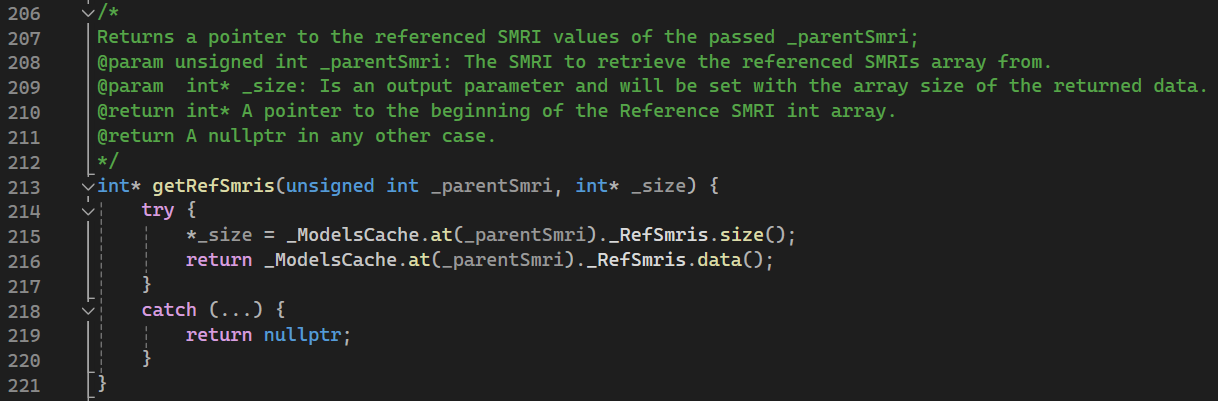 206 /*
207 Returns a pointer to the referenced SMRI values of the passed _parentSmri;
208 @param unsigned int _parentSmri: The SMRI to retrieve the referenced SMRIs array from.
209 @param  int* _size: Is an output parameter and will be set with the array size of the returned data.
210 @return int* A pointer to the beginning of the Reference SMRI int array.
211 @return A nullptr in any other case.
212 */
213 int* getRefSmris(unsigned int _parentSmri, int* _size) {
214     try {
215         *_size = _ModelsCache.at(_parentSmri)._RefSmris.size();
216         return _ModelsCache.at(_parentSmri)._RefSmris.data();
217     }
218     catch (...) {
219         return nullptr;
220     }
221 }